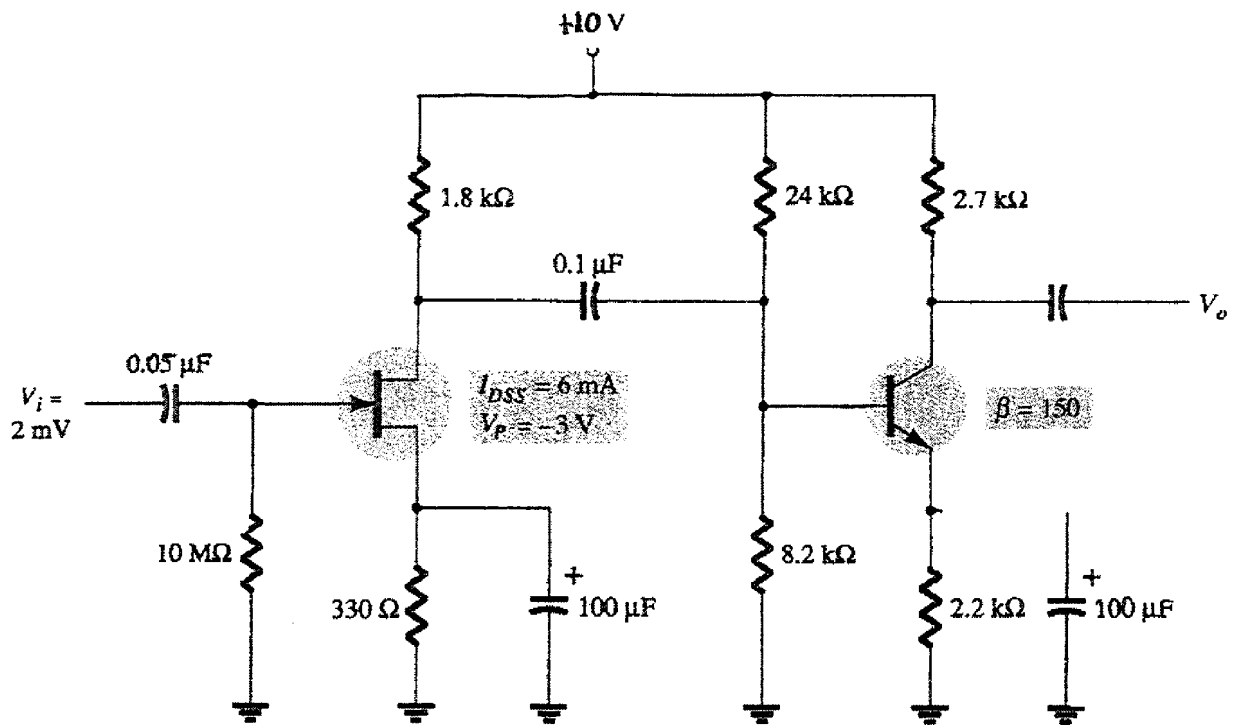 +10 V
1.8 kΩ
24 kΩ
2.7 kΩ
0.1 μF
V_o
0.05 μF
V_i =
2 mV
I_DSS = 6 mA
V_P = −3 V
β = 150
10 MΩ
330 Ω
+
100 μF
8.2 kΩ
2.2 kΩ
+
100 μF